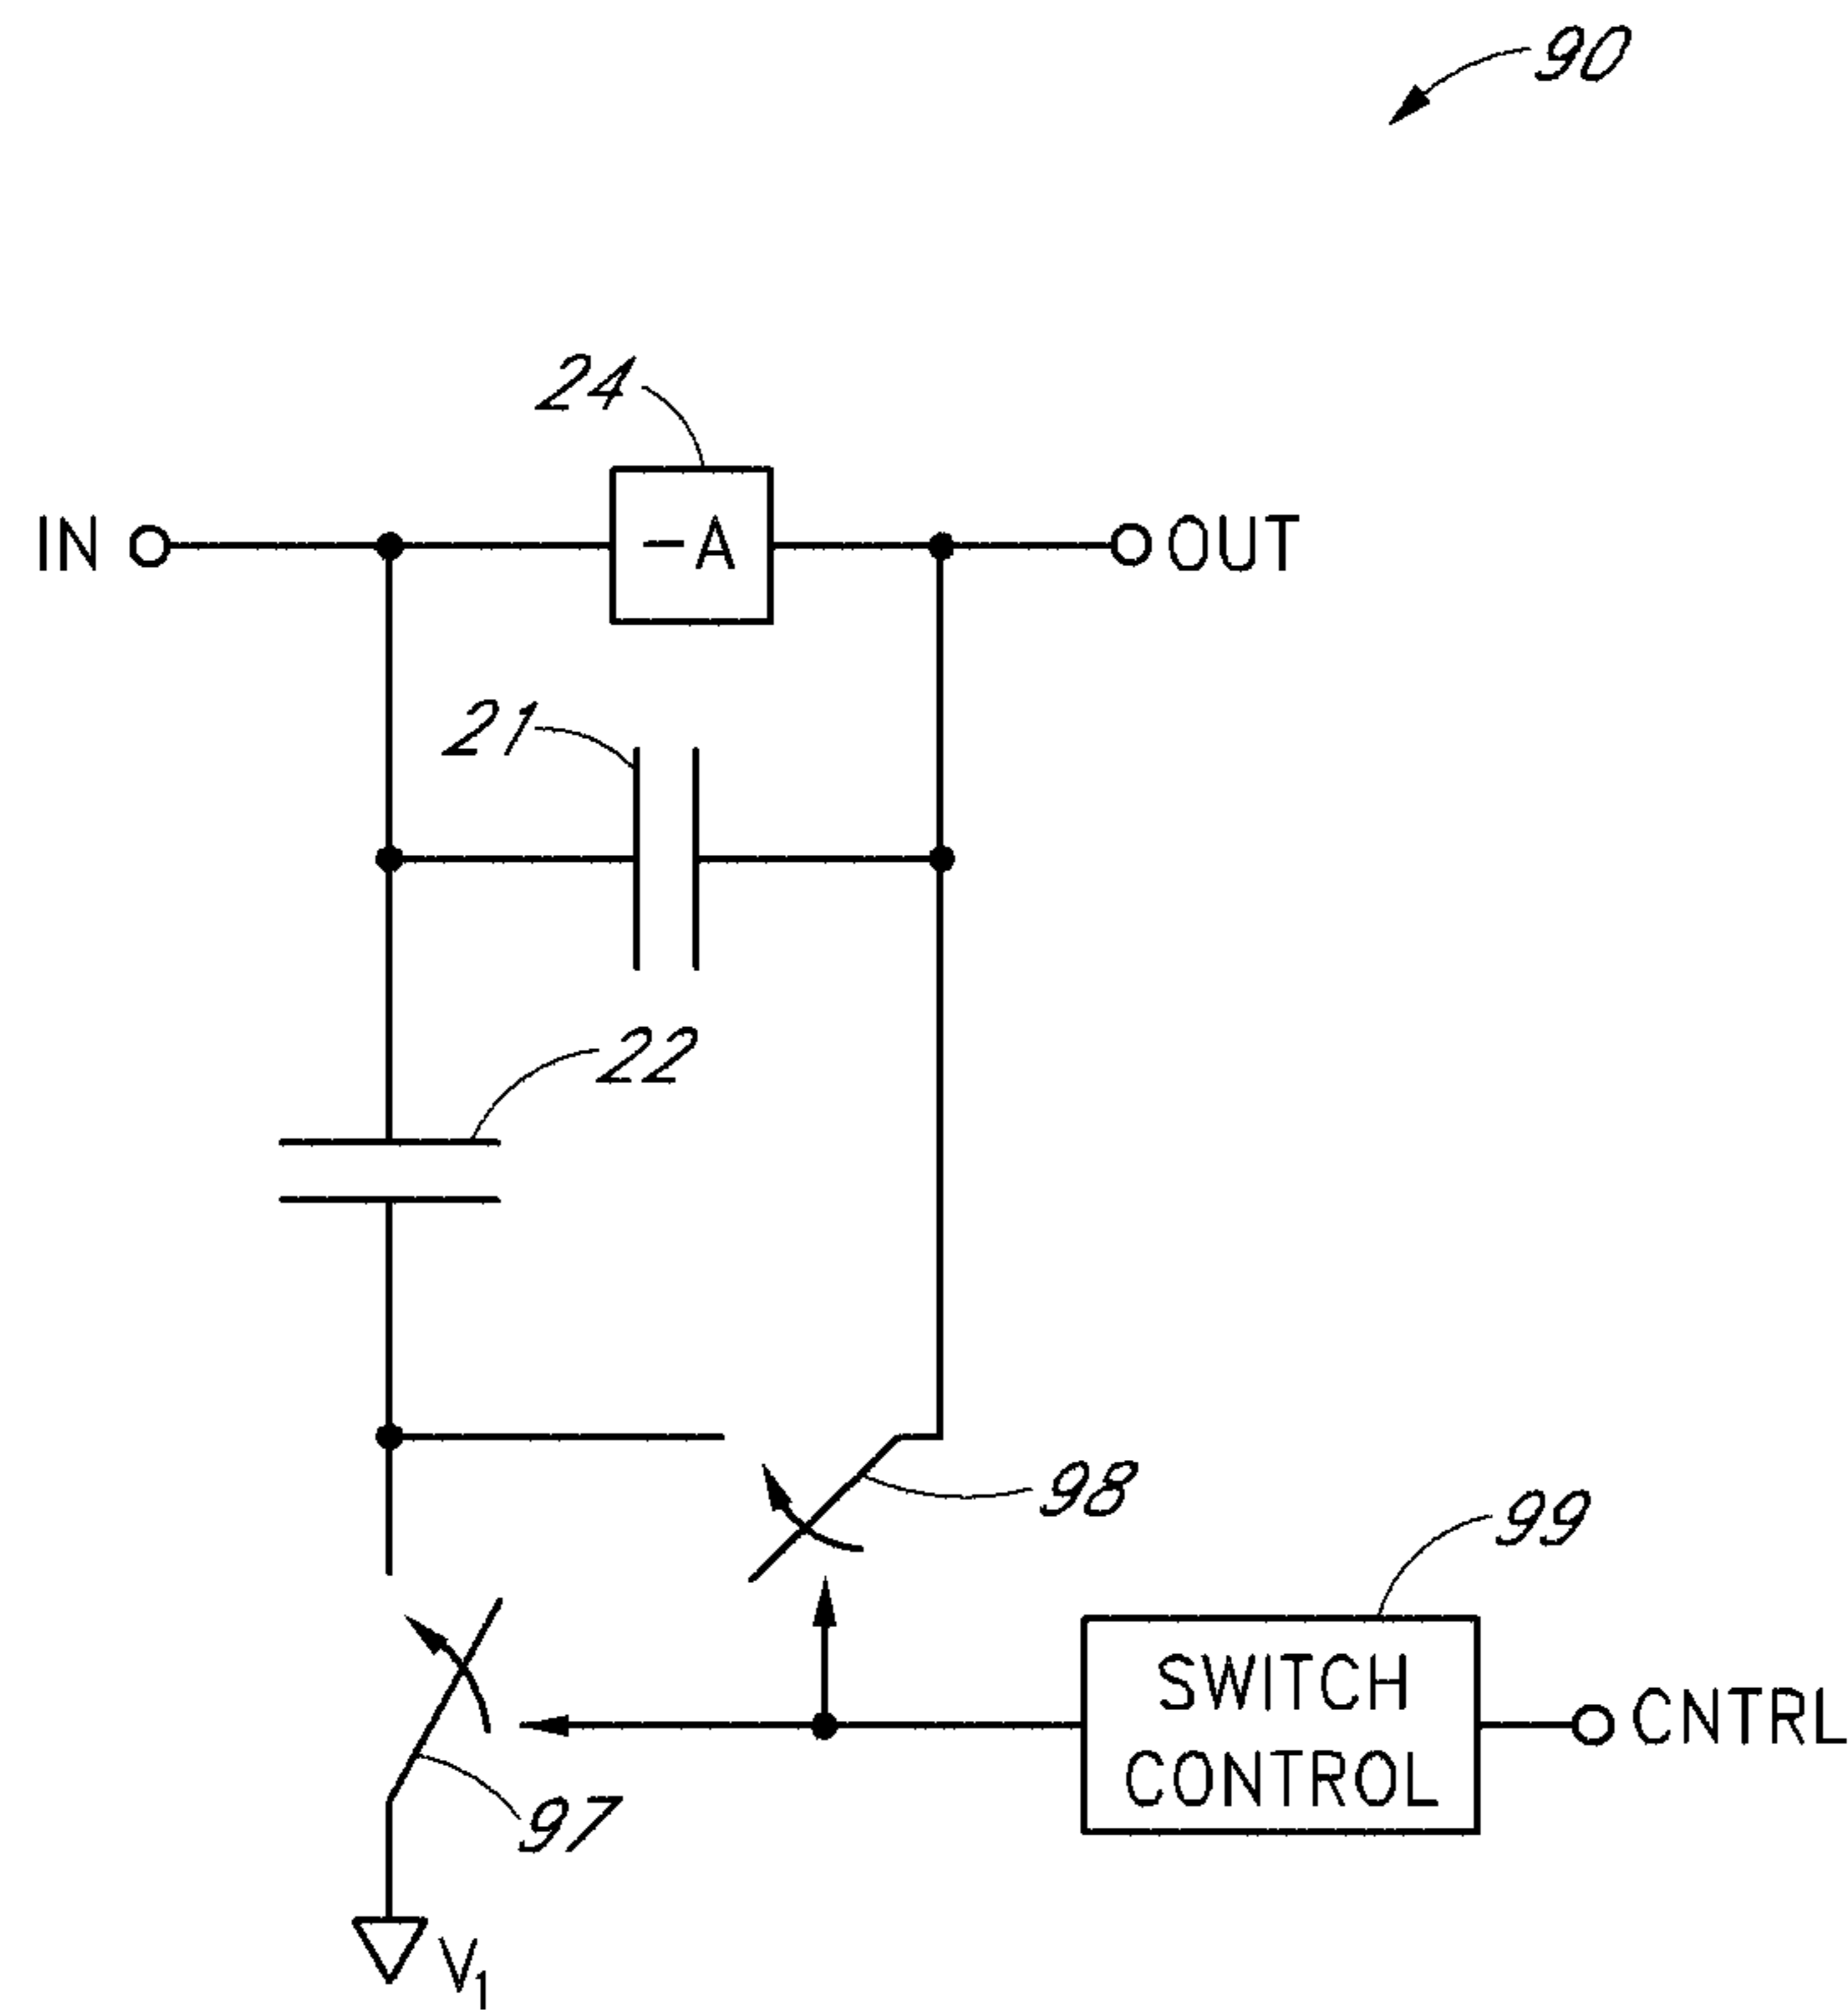 90
24
IN
-A
OUT
21
22
98
99
SWITCH
CONTROL
CNTRL
97
V1